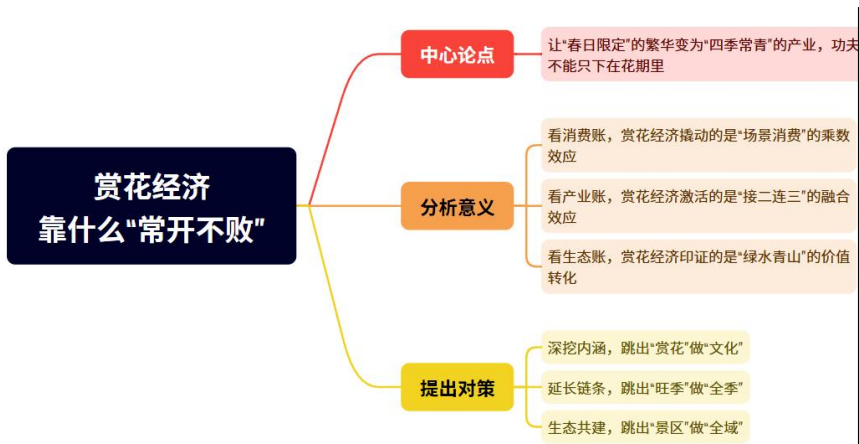 赏花经济
靠什么“常开不败”
中心论点
让“春日限定”的繁华变为“四季常青”的产业，功夫
不能只下在花期里
分析意义
看消费账，赏花经济撬动的是“场景消费”的乘数
效应
看产业账，赏花经济激活的是“接二连三”的融合
效应
看生态账，赏花经济印证的是“绿水青山”的价值
转化
提出对策
深挖内涵，跳出“赏花”做“文化”
延长链条，跳出“旺季”做“全季”
生态共建，跳出“景区”做“全域”